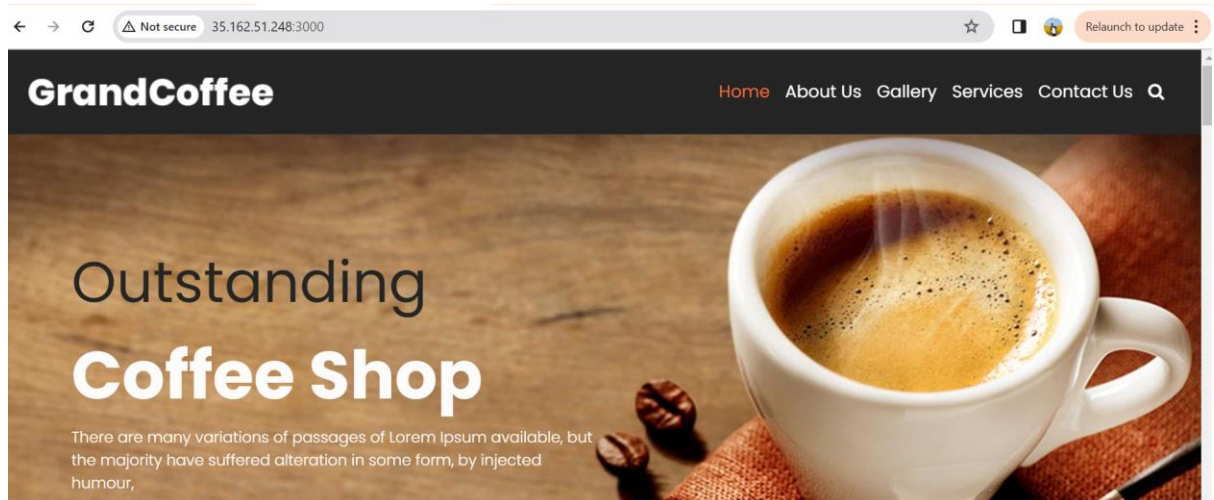 Not secure 35.162.51.248:3000 Relaunch to update
GrandCoffee Home About Us Gallery Services Contact Us
Outstanding
Coffee Shop
There are many variations of passages of Lorem Ipsum available, but
the majority have suffered alteration in some form, by injected
humour,